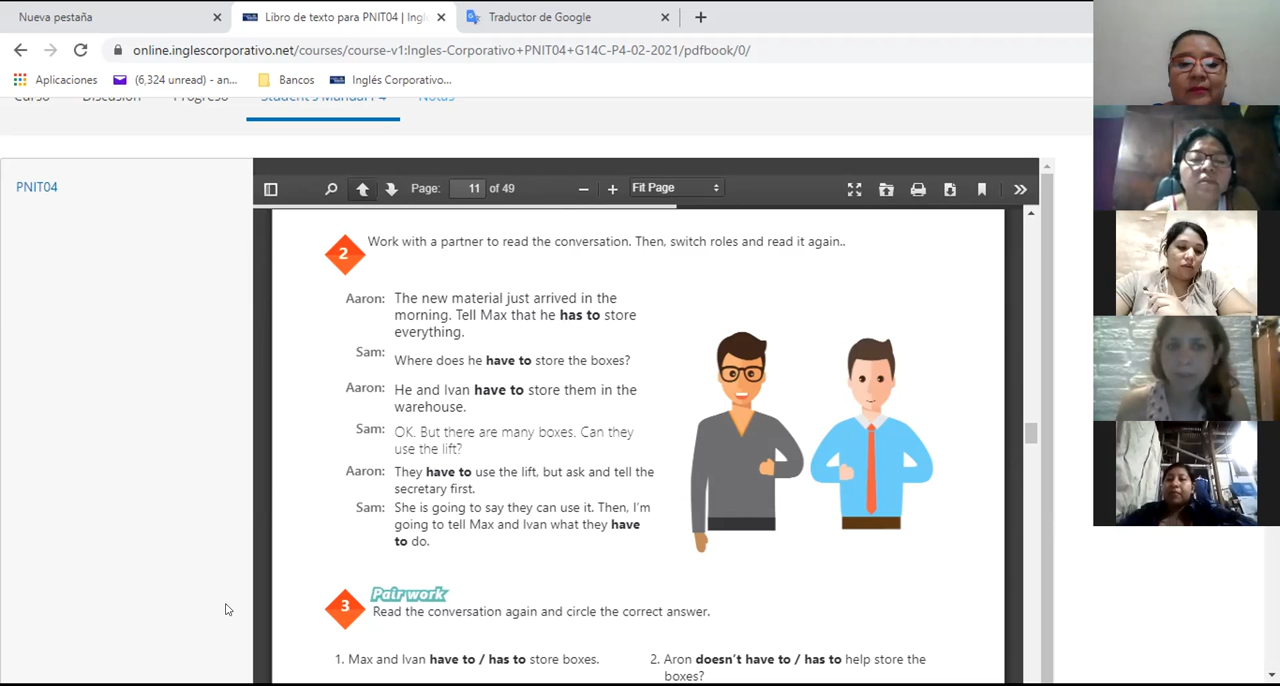 Nueva pestaña
Libro de texto para PNIT04 | Ingl
Traductor de Google
online.inglescorporativo.net/courses/course-v1:Ingles-Corporativo+PNIT04+G14C-P4-02-2021/pdfbook/0/
Aplicaciones
(6,324 unread) - an...
Bancos
Inglés Corporativo...
Curso
Discusión
Progreso
Student's Manual P4
Notas
PNIT04
Page: 11 of 49
Fit Page
2
Work with a partner to read the conversation. Then, switch roles and read it again..
Aaron: The new material just arrived in the
morning. Tell Max that he has to store
everything.
Sam: Where does he have to store the boxes?
Aaron: He and Ivan have to store them in the
warehouse.
Sam: OK. But there are many boxes. Can they
use the lift?
Aaron: They have to use the lift, but ask and tell the
secretary first.
Sam: She is going to say they can use it. Then, I'm
going to tell Max and Ivan what they have
to do.
3
Pair work
Read the conversation again and circle the correct answer.
1. Max and Ivan have to / has to store boxes.
2. Aron doesn't have to / has to help store the
boxes?